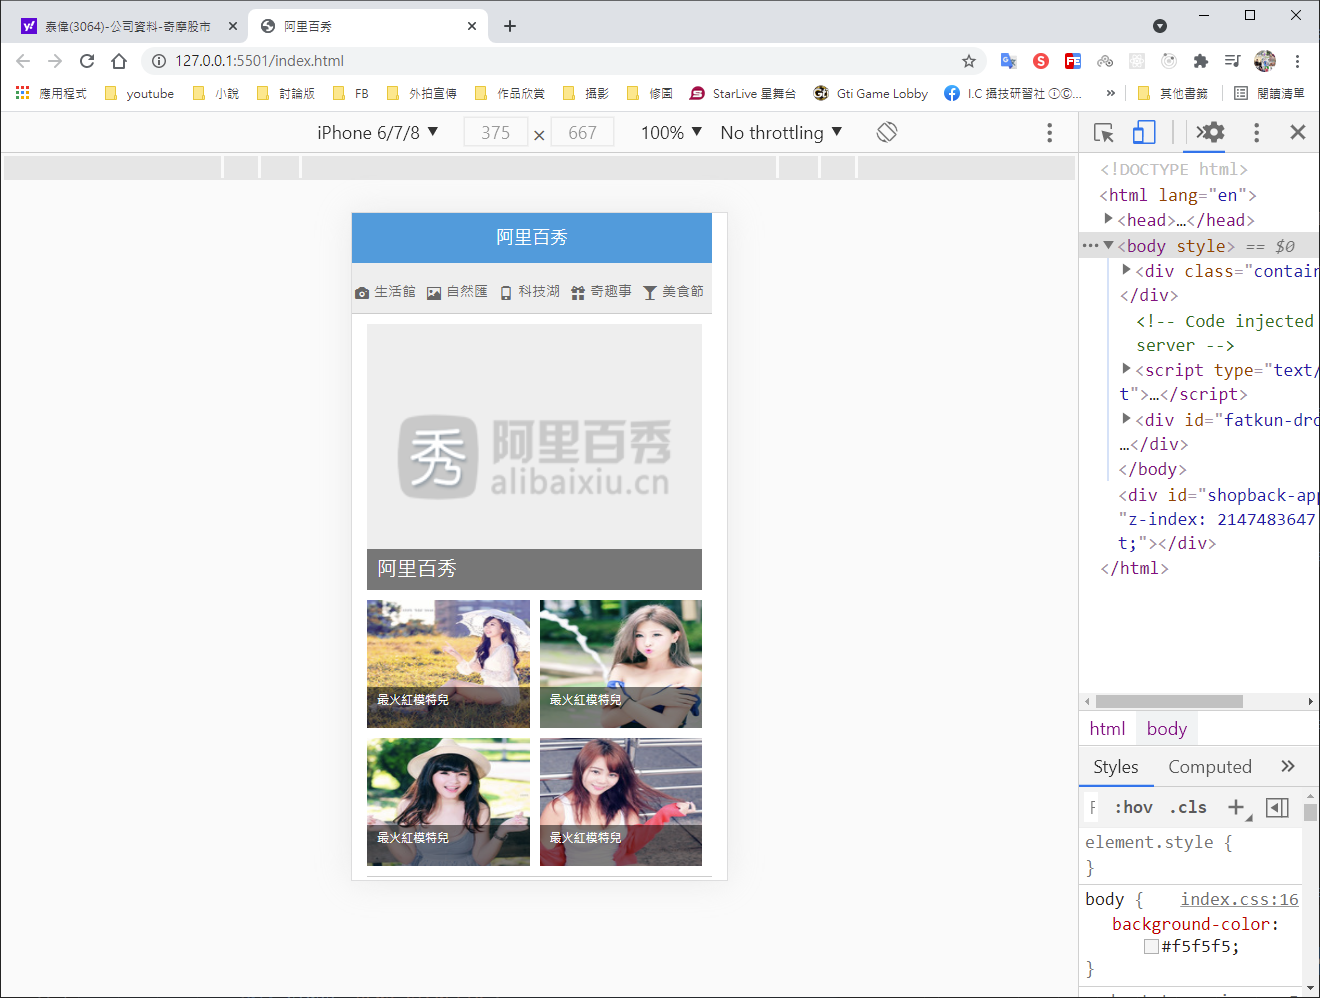 泰偉(3064)-公司資料-奇摩股市
阿里百秀
127.0.0.1:5501/index.html
應用程式
youtube
小說
討論版
FB
外拍宣傳
作品欣賞
攝影
修圖
StarLive 星舞台
Gti Game Lobby
I.C 攝技研習社 ①©...
»
其他書籤
閱讀清單
iPhone 6/7/8 ▼
375 × 667
100% ▼
No throttling ▼
阿里百秀
生活館
自然匯
科技湖
奇趣事
美食節
秀 阿里百秀
alibaixiu.cn
阿里百秀
最火紅模特兒
最火紅模特兒
最火紅模特兒
最火紅模特兒
<!DOCTYPE html>
<html lang="en">
<head>…</head>
<body style> == $0
<div class="contain
</div>
<!-- Code injected
server -->
<script type="text/
t">…</script>
<div id="fatkun-dro
…</div>
</body>
<div id="shopback-app
"z-index: 2147483647
t;"></div>
</html>
html
body
Styles
Computed
»
:hov
.cls
+
element.style {
}
body {
index.css:16
background-color:
#f5f5f5;
}